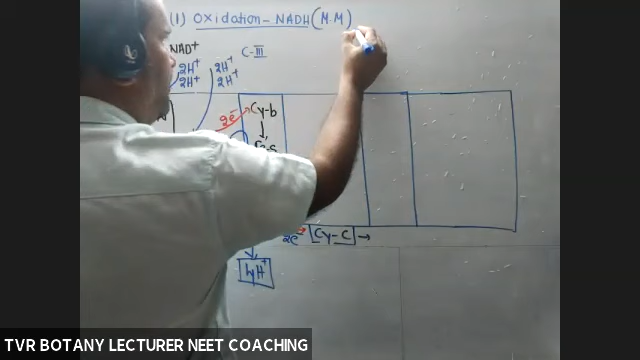 (1) Oxidation - NADH (M.M)
NAD+
C-III
2H+ 2H+
2H+ 2H+
2e- Cy-b
↓
2e- Cy-C →
4H+
TVR BOTANY LECTURER NEET COACHING